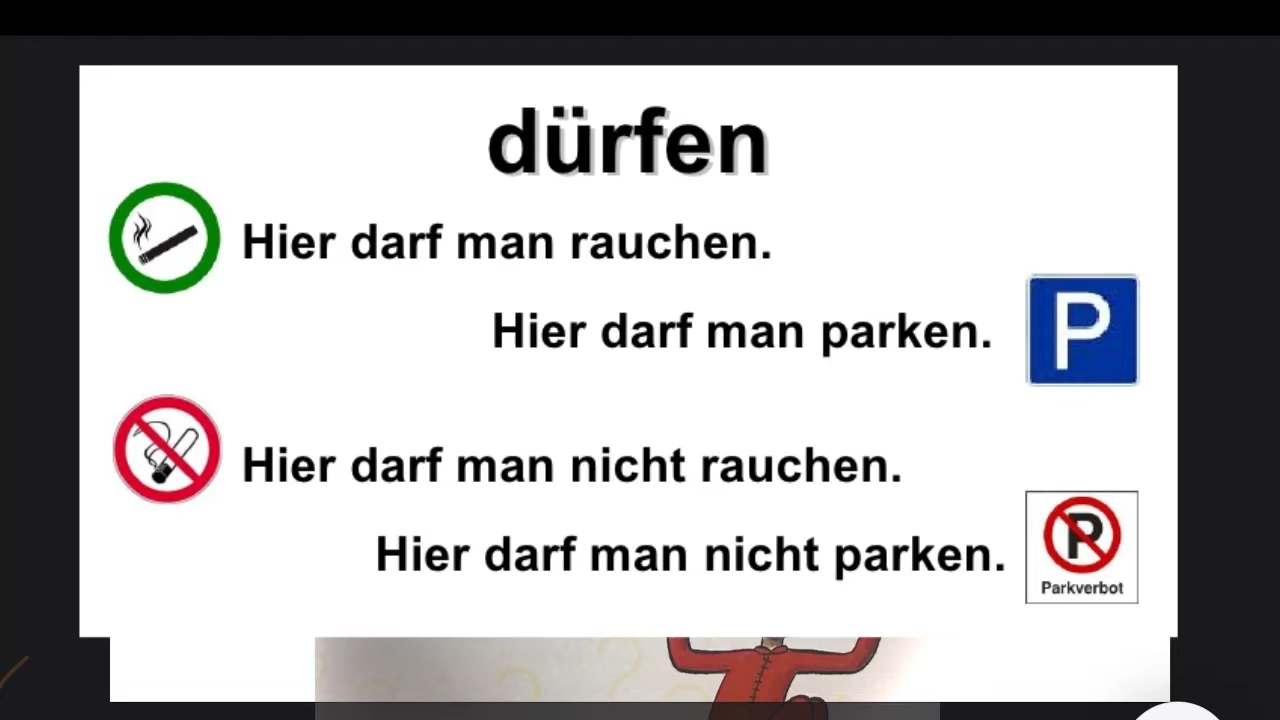 dürfen
Hier darf man rauchen.
Hier darf man parken.
P
Hier darf man nicht rauchen.
Hier darf man nicht parken.
P
Parkverbot